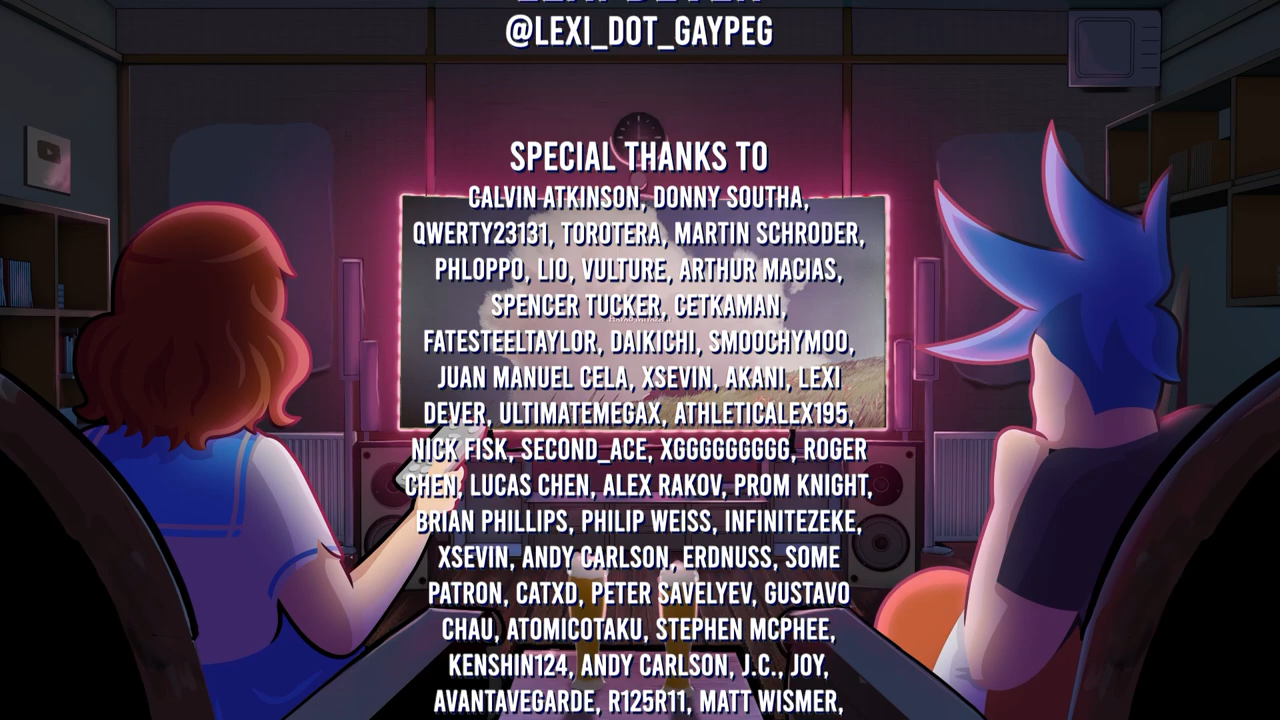 @LEXI_DOT_GAYPEG
SPECIAL THANKS TO
CALVIN ATKINSON, DONNY SOUTHA,
QWERTY23131, TOROTERA, MARTIN SCHRODER,
PHLOPPO, LIO, VULTURE, ARTHUR MACIAS,
SPENCER TUCKER, CETKAMAN,
FATESTEELTAYLOR, DAIKICHI, SMOOCHYMOO,
JUAN MANUEL CELA, XSEVIN, AKANI, LEXI
DEVER, ULTIMATEMEGAX, ATHLETICALEX195,
NICK FISK, SECOND_ACE, XGGGGGGGGG, ROGER
CHEN, LUCAS CHEN, ALEX RAKOV, PROM KNIGHT,
BRIAN PHILLIPS, PHILIP WEISS, INFINITEZEKE,
XSEVIN, ANDY CARLSON, ERDNUSS, SOME
PATRON, CATXD, PETER SAVELYEV, GUSTAVO
CHAU, ATOMICOTAKU, STEPHEN MCPHEE,
KENSHIN124, ANDY CARLSON, J.C., JOY,
AVANTAVEGARDE, R125R11, MATT WISMER,